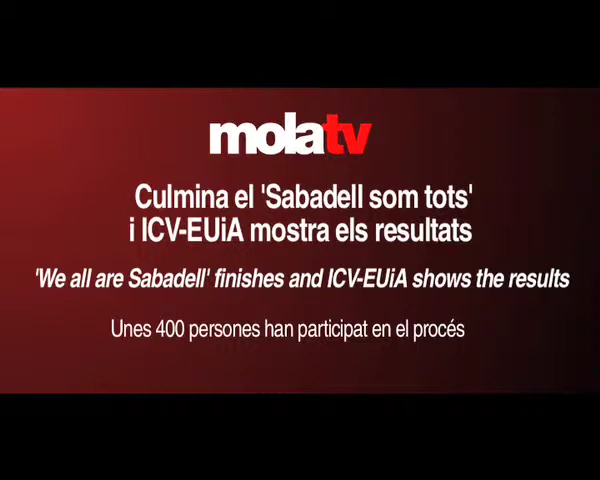 molatv
Culmina el 'Sabadell som tots'
i ICV-EUiA mostra els resultats
'We all are Sabadell' finishes and ICV-EUiA shows the results
Unes 400 persones han participat en el procés